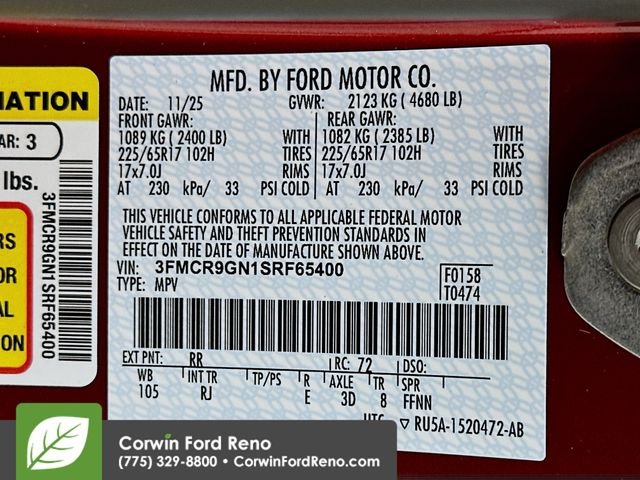 MFD. BY FORD MOTOR CO.
DATE: 11/25 GVWR: 2123 KG ( 4680 LB)
FRONT GAWR: REAR GAWR:
1089 KG ( 2400 LB) WITH 1082 KG ( 2385 LB) WITH
225/65R17 102H TIRES 225/65R17 102H TIRES
17x7.0J RIMS 17x7.0J RIMS
AT 230 kPa/ 33 PSI COLD AT 230 kPa/ 33 PSI COLD
THIS VEHICLE CONFORMS TO ALL APPLICABLE FEDERAL MOTOR
VEHICLE SAFETY AND THEFT PREVENTION STANDARDS IN
EFFECT ON THE DATE OF MANUFACTURE SHOWN ABOVE.
VIN: 3FMCR9GN1SRF65400 F0158
TYPE: MPV T0474
EXT PNT: RR RC: 72 DSO:
WB INT TR TP/PS R AXLE TR SPR
105 RJ E 3D 8 FFNN
▽ RU5A-1520472-AB
MATION
AR: 3
lbs.
3FMCR9GN1SRF65400
RS
OR
AL
ON
Corwin Ford Reno
(775) 329-8800 • CorwinFordReno.com